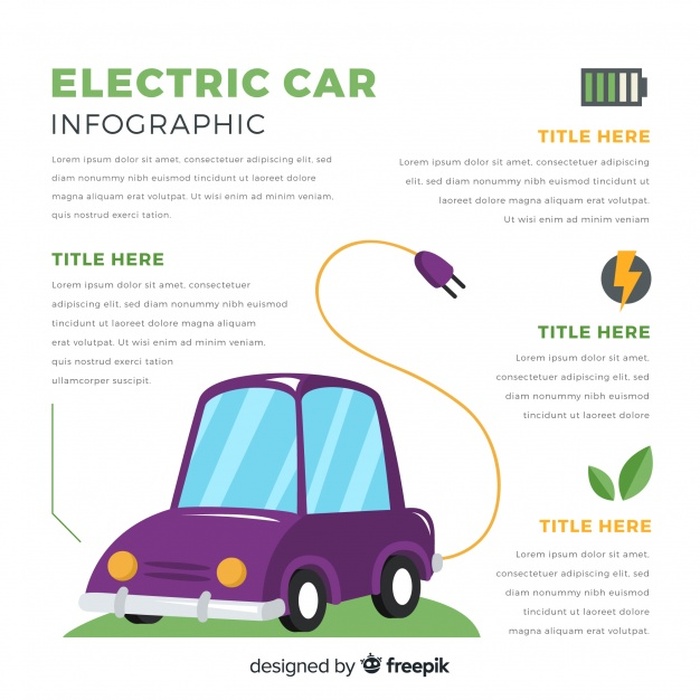 ELECTRIC CAR
INFOGRAPHIC
Lorem ipsum dolor sit amet, consectetuer adipiscing elit, sed
diam nonummy nibh euismod tincidunt ut laoreet dolore
magna aliquam erat volutpat. Ut wisi enim ad minim veniam,
quis nostrud exerci tation.
TITLE HERE
Lorem ipsum dolor sit amet, consectetuer
adipiscing elit, sed diam nonummy nibh euismod
tincidunt ut laoreet dolore magna aliquam
erat volutpat. Ut wisi enim ad minim veniam,
quis nostrud exerci tation
ullamcorper suscipit.
TITLE HERE
Lorem ipsum dolor sit amet, consectetuer adipiscing
elit, sed diam nonummy nibh euismod tincidunt ut
laoreet dolore magna aliquam erat volutpat.
Ut wisi enim ad minim veniam
TITLE HERE
Lorem ipsum dolor sit amet,
consectetuer adipiscing elit, sed
diam nonummy nibh euismod
tincidunt ut laoreet dolore
TITLE HERE
Lorem ipsum dolor sit amet,
consectetuer adipiscing elit, sed
diam nonummy nibh euismod
tincidunt ut laoreet dolore
magna aliquam erat volutpat.
designed by freepik